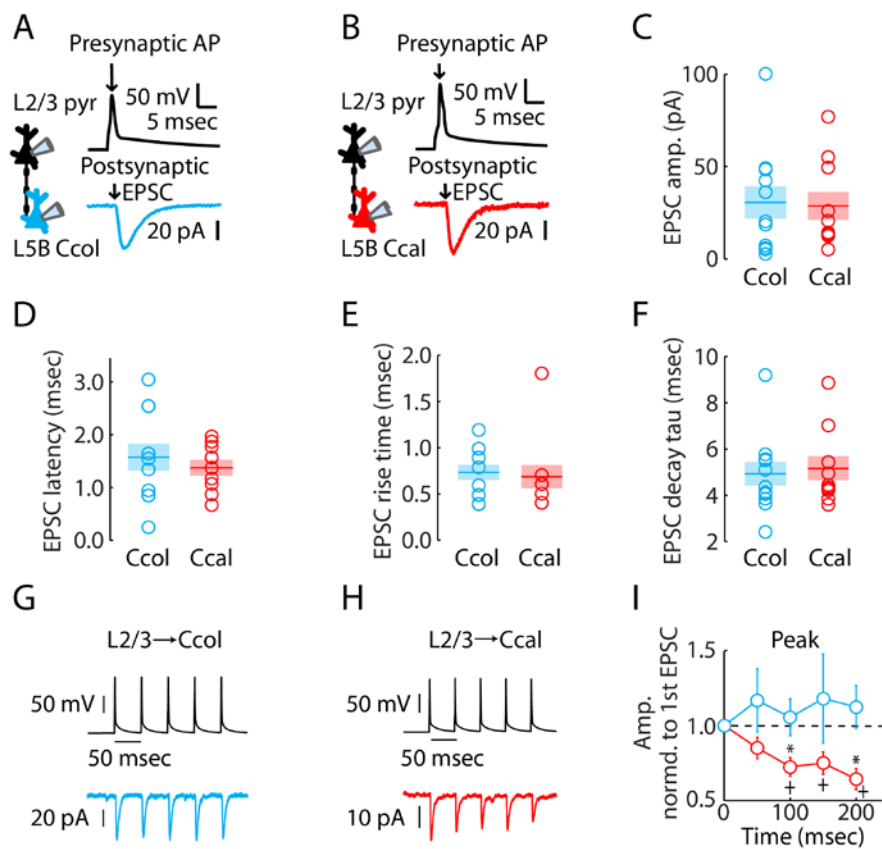 A
Presynaptic AP
L2/3 pyr
50 mV
5 msec
Postsynaptic
EPSC
20 pA
L5B Ccol
B
Presynaptic AP
L2/3 pyr
50 mV
5 msec
Postsynaptic
EPSC
20 pA
L5B Ccal
C
EPSC amp. (pA)
100
50
0
Ccol
Ccal
D
EPSC latency (msec)
3.0
2.0
1.0
0.0
Ccol
Ccal
E
EPSC rise time (msec)
2.0
1.5
1.0
0.5
0.0
Ccol
Ccal
F
EPSC decay tau (msec)
10
8
6
4
2
Ccol
Ccal
G
L2/3→Ccol
50 mV
50 msec
20 pA
H
L2/3→Ccal
50 mV
50 msec
10 pA
I
Peak
Amp.
normd. to 1st EPSC
1.5
1.0
0.5
* *
+ + +
0 100 200
Time (msec)